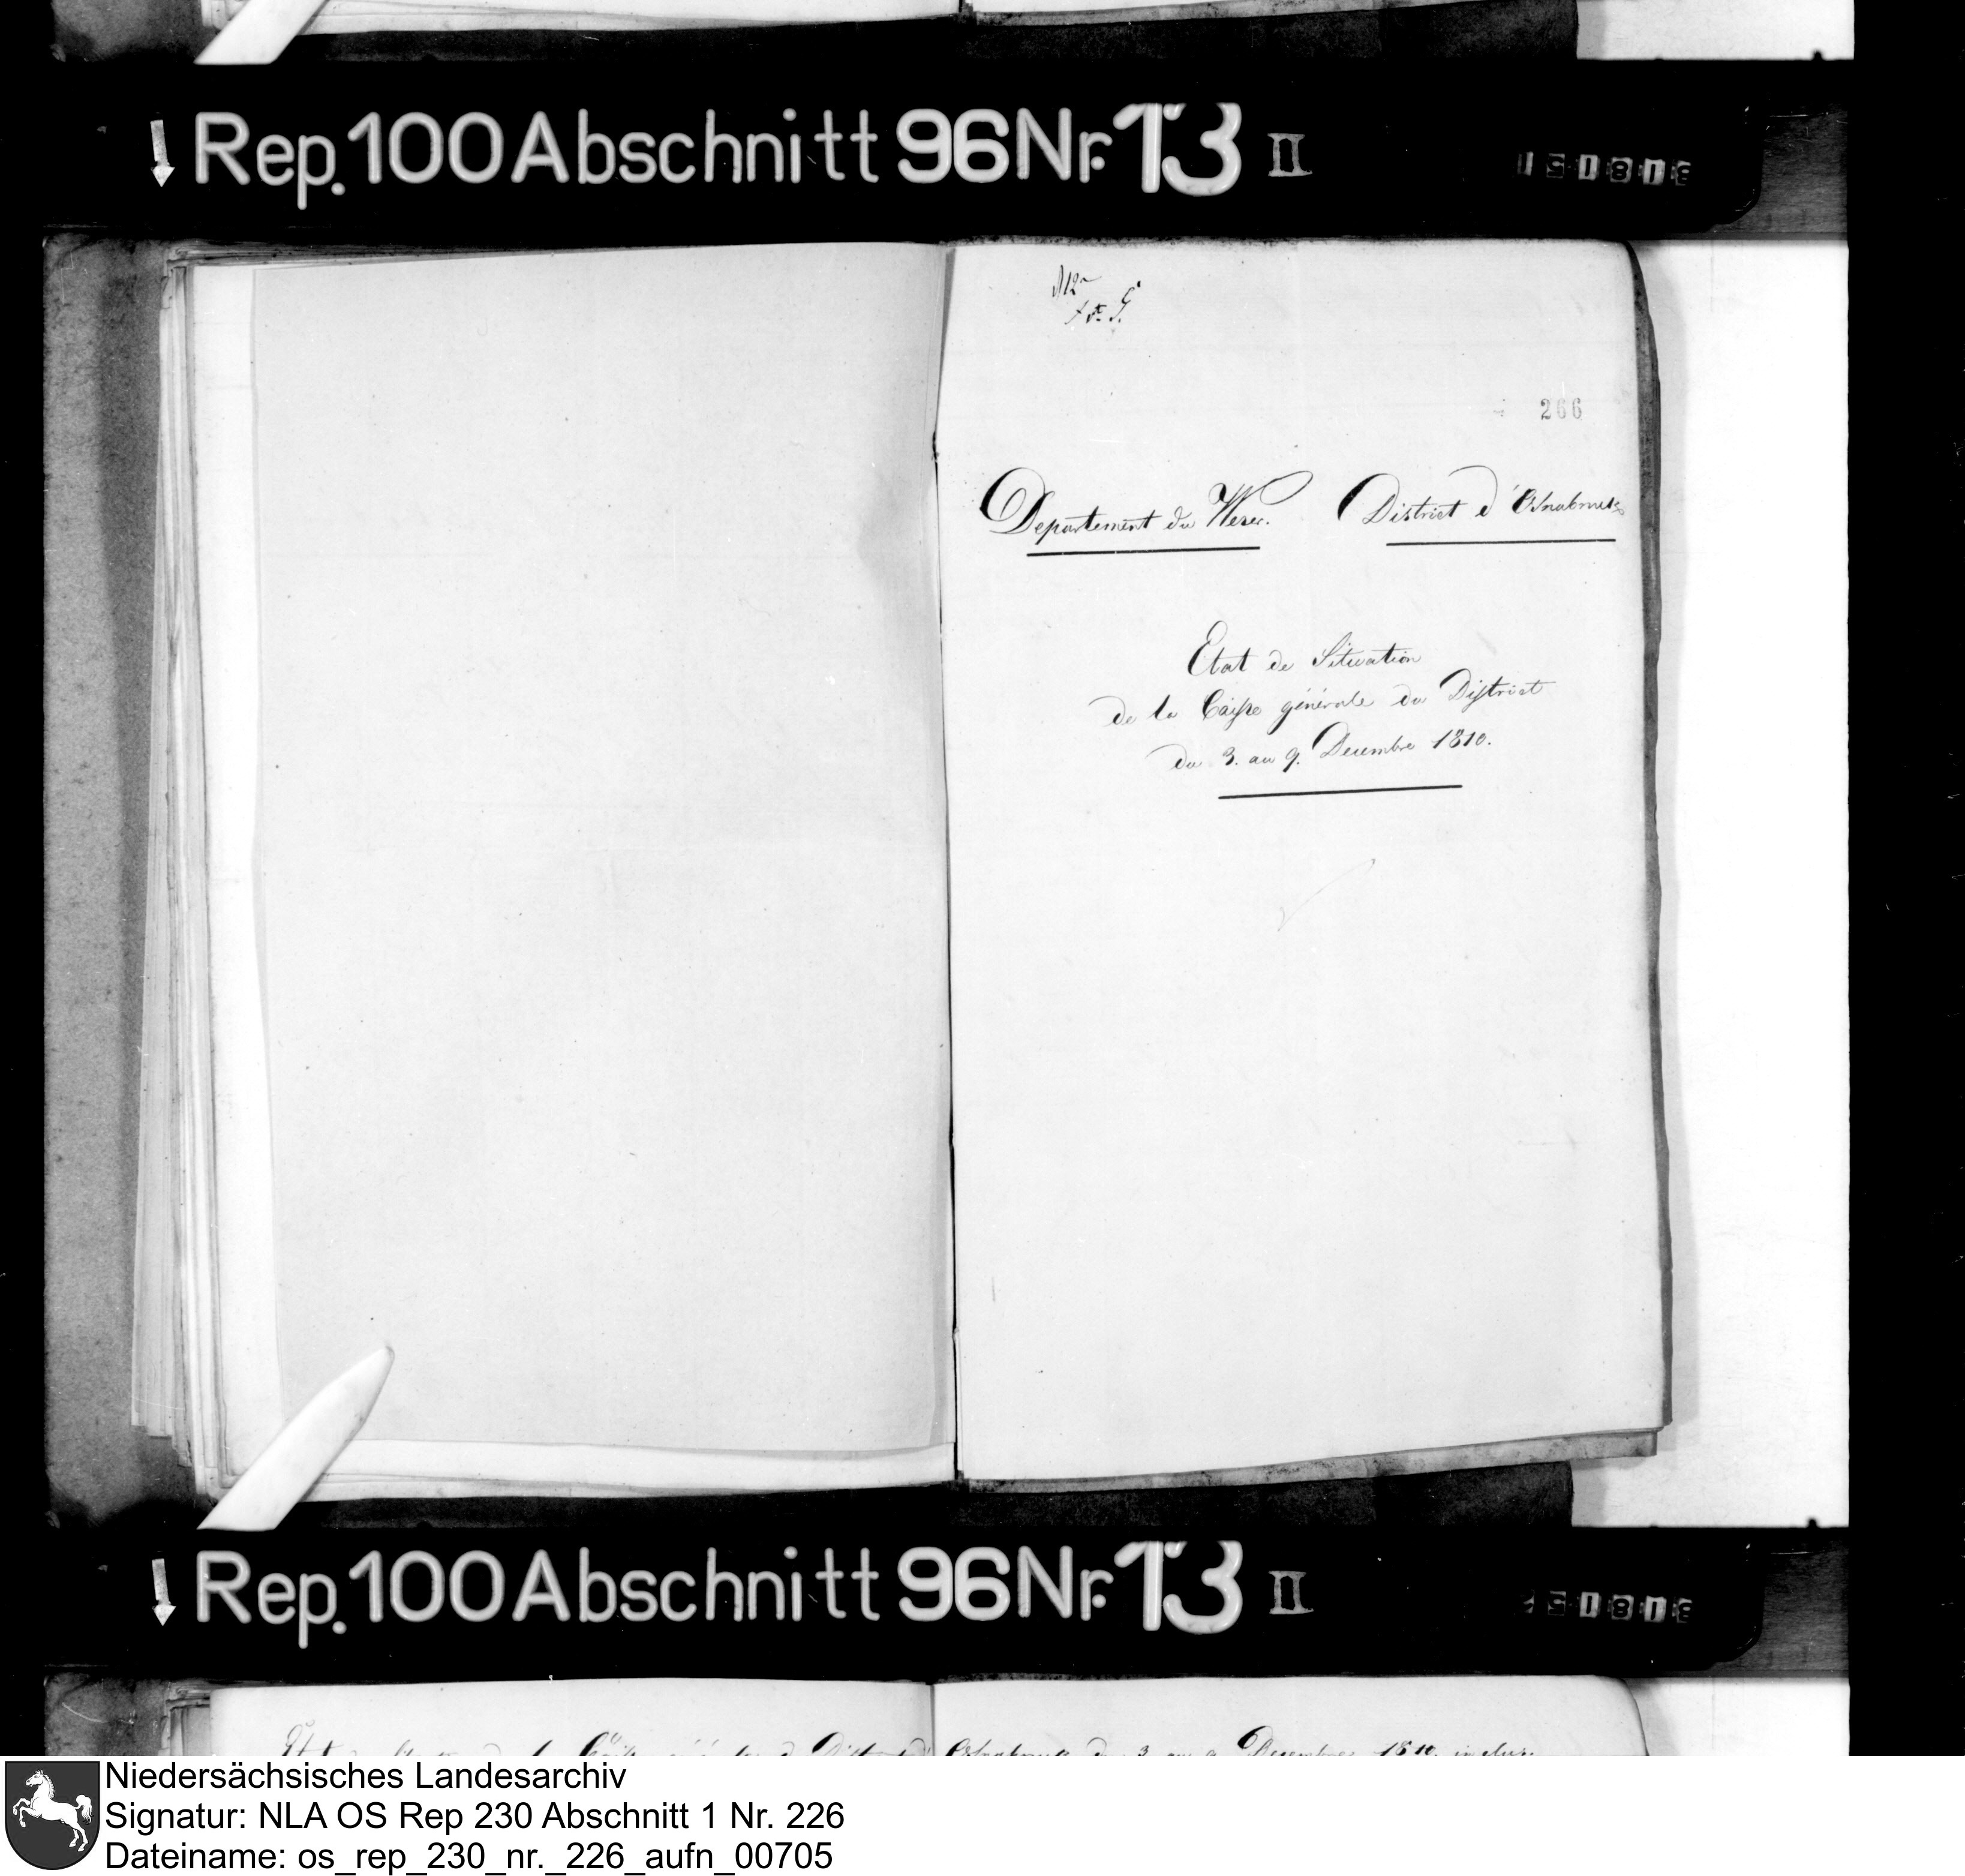 Rep. 100 Abschnitt 96 Nr. 13 II
266
Departement du Weser. District d'Osnabruck
Etat de Situation
de la Caisse générale du District
du 3. au 9. Decembre 1810.
Rep. 100 Abschnitt 96 Nr. 13 II
Niedersächsisches Landesarchiv
Signatur: NLA OS Rep 230 Abschnitt 1 Nr. 226
Dateiname: os_rep_230_nr._226_aufn_00705